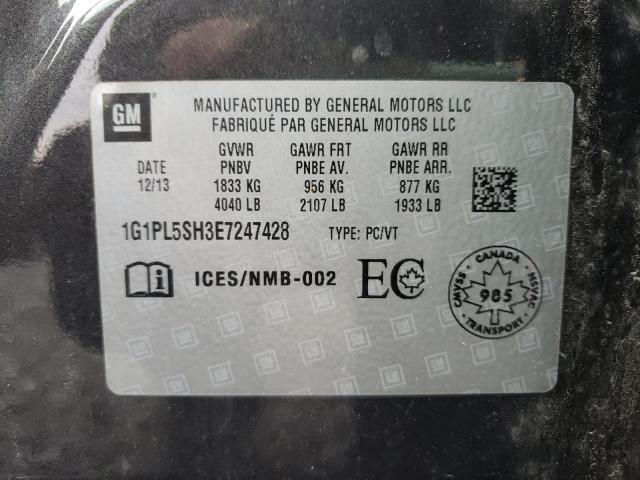 GM
MANUFACTURED BY GENERAL MOTORS LLC
FABRIQUÉ PAR GENERAL MOTORS LLC
GVWR GAWR FRT GAWR RR
DATE PNBV PNBE AV. PNBE ARR.
12/13 1833 KG 956 KG 877 KG
4040 LB 2107 LB 1933 LB
1G1PL5SH3E7247428 TYPE: PC/VT
i ICES/NMB-002 EC
CANADA
CMVSS 985 NSVAC
TRANSPORT